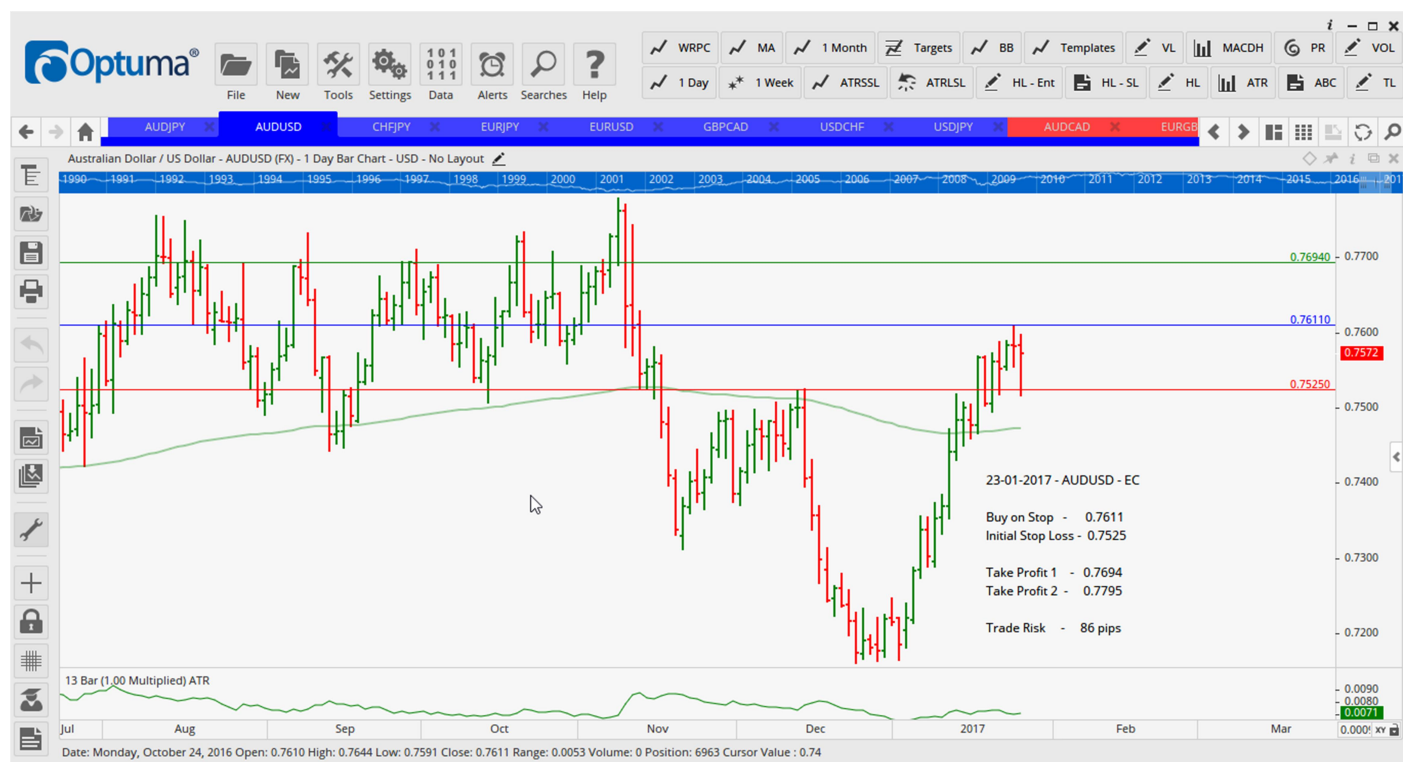 Optuma®
File New Tools Settings Data Alerts Searches Help
i
WRPC MA 1 Month Targets BB Templates VL MACDH PR VOL
1 Day 1 Week ATRSSL ATRLSL HL - Ent HL - SL HL ATR ABC TL
AUDJPY AUDUSD CHFJPY EURJPY EURUSD GBPCAD USDCHF USDJPY AUDCAD EURGB
Australian Dollar / US Dollar - AUDUSD (FX) - 1 Day Bar Chart - USD - No Layout
1990 1991 1992 1993 1994 1995 1996 1997 1998 1999 2000 2001 2002 2003 2004 2005 2006 2007 2008 2009 2010 2011 2012 2013 2014 2015 2016 201
0.76940 0.7700
0.76110
0.7600
0.7572
0.75250
0.7500
0.7400
0.7300
0.7200
23-01-2017 - AUDUSD - EC
Buy on Stop - 0.7611
Initial Stop Loss - 0.7525
Take Profit 1 - 0.7694
Take Profit 2 - 0.7795
Trade Risk - 86 pips
13 Bar (1.00 Multiplied) ATR
0.0090
0.0080
0.0071
Jul Aug Sep Oct Nov Dec 2017 Feb Mar
XY
Date: Monday, October 24, 2016 Open: 0.7610 High: 0.7644 Low: 0.7591 Close: 0.7611 Range: 0.0053 Volume: 0 Position: 6963 Cursor Value : 0.74